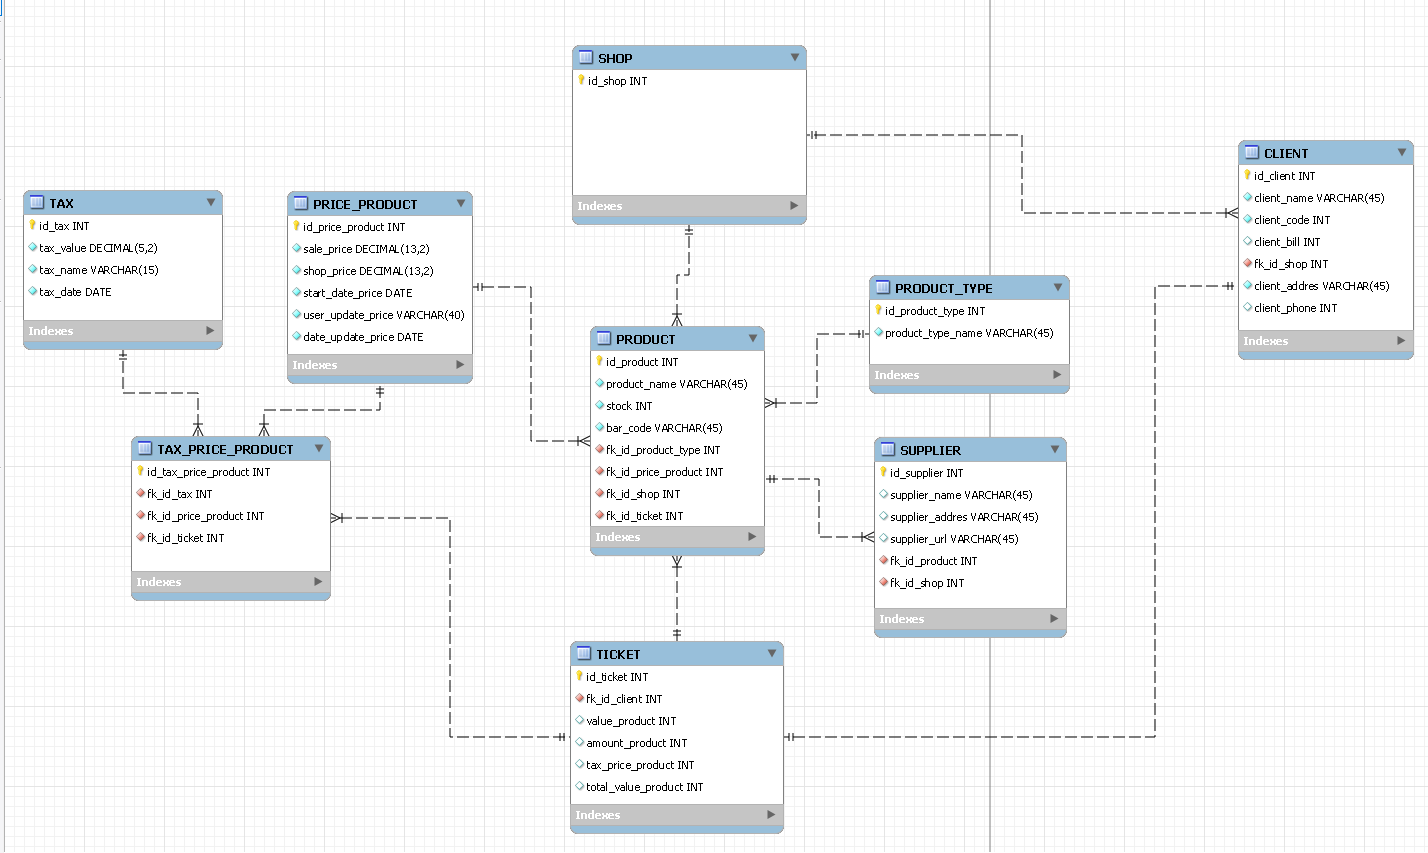 SHOP
id_shop INT
Indexes
CLIENT
id_client INT
client_name VARCHAR(45)
client_code INT
client_bill INT
fk_id_shop INT
client_addres VARCHAR(45)
client_phone INT
Indexes
TAX
id_tax INT
tax_value DECIMAL(5,2)
tax_name VARCHAR(15)
tax_date DATE
Indexes
PRICE_PRODUCT
id_price_product INT
sale_price DECIMAL(13,2)
shop_price DECIMAL(13,2)
start_date_price DATE
user_update_price VARCHAR(40)
date_update_price DATE
Indexes
PRODUCT_TYPE
id_product_type INT
product_type_name VARCHAR(45)
Indexes
PRODUCT
id_product INT
product_name VARCHAR(45)
stock INT
bar_code VARCHAR(45)
fk_id_product_type INT
fk_id_price_product INT
fk_id_shop INT
fk_id_ticket INT
Indexes
TAX_PRICE_PRODUCT
id_tax_price_product INT
fk_id_tax INT
fk_id_price_product INT
fk_id_ticket INT
Indexes
SUPPLIER
id_supplier INT
supplier_name VARCHAR(45)
supplier_addres VARCHAR(45)
supplier_url VARCHAR(45)
fk_id_product INT
fk_id_shop INT
Indexes
TICKET
id_ticket INT
fk_id_client INT
value_product INT
amount_product INT
tax_price_product INT
total_value_product INT
Indexes